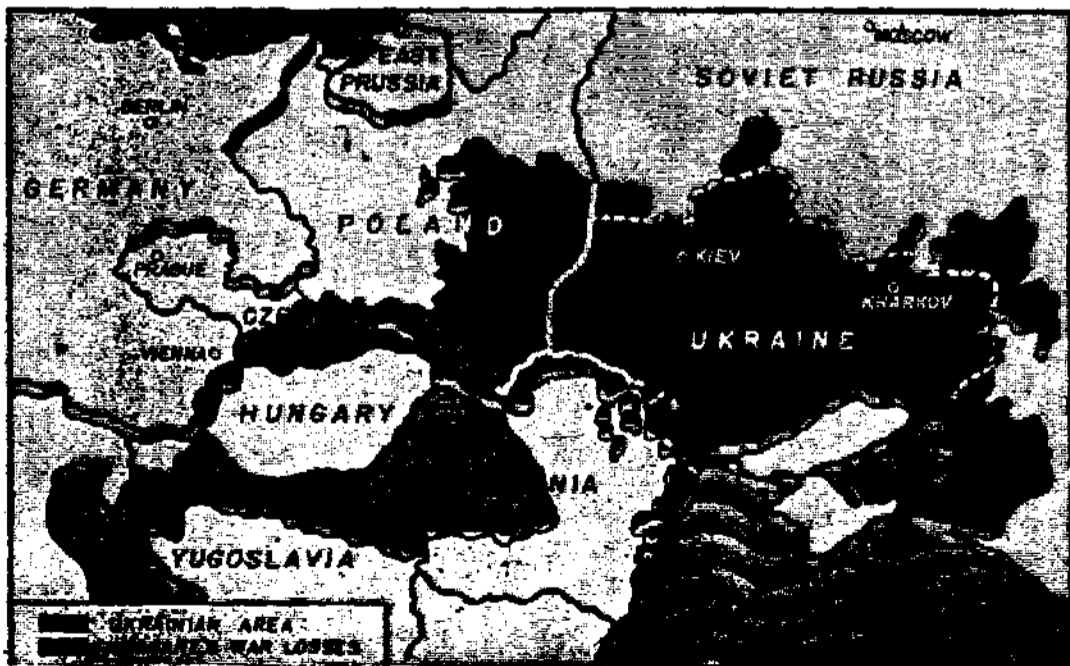 MOSCOW
SOVIET RUSSIA
EAST
PRUSSIA
BERLIN
GERMANY
POLAND
KIEV
PRAGUE
KHARKOV
UKRAINE
VIENNA
HUNGARY
NIA
YUGOSLAVIA
UKRAINIAN AREA
WAR LOSSES